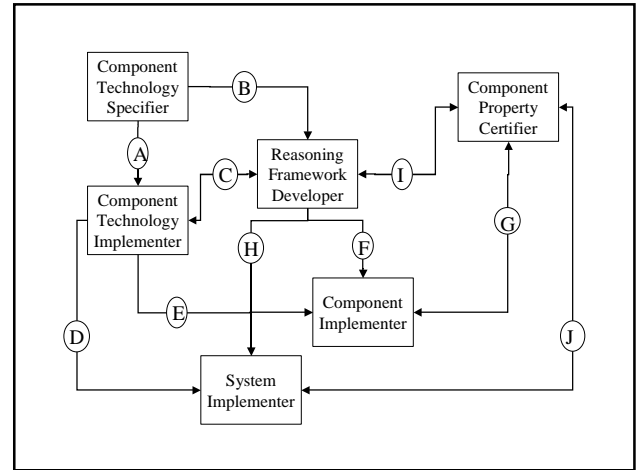 Component
Technology
Specifier
B
Component
Property
Certifier
A
Reasoning
Framework
Developer
C
I
Component
Technology
Implementer
G
H
F
E
Component
Implementer
D
J
System
Implementer